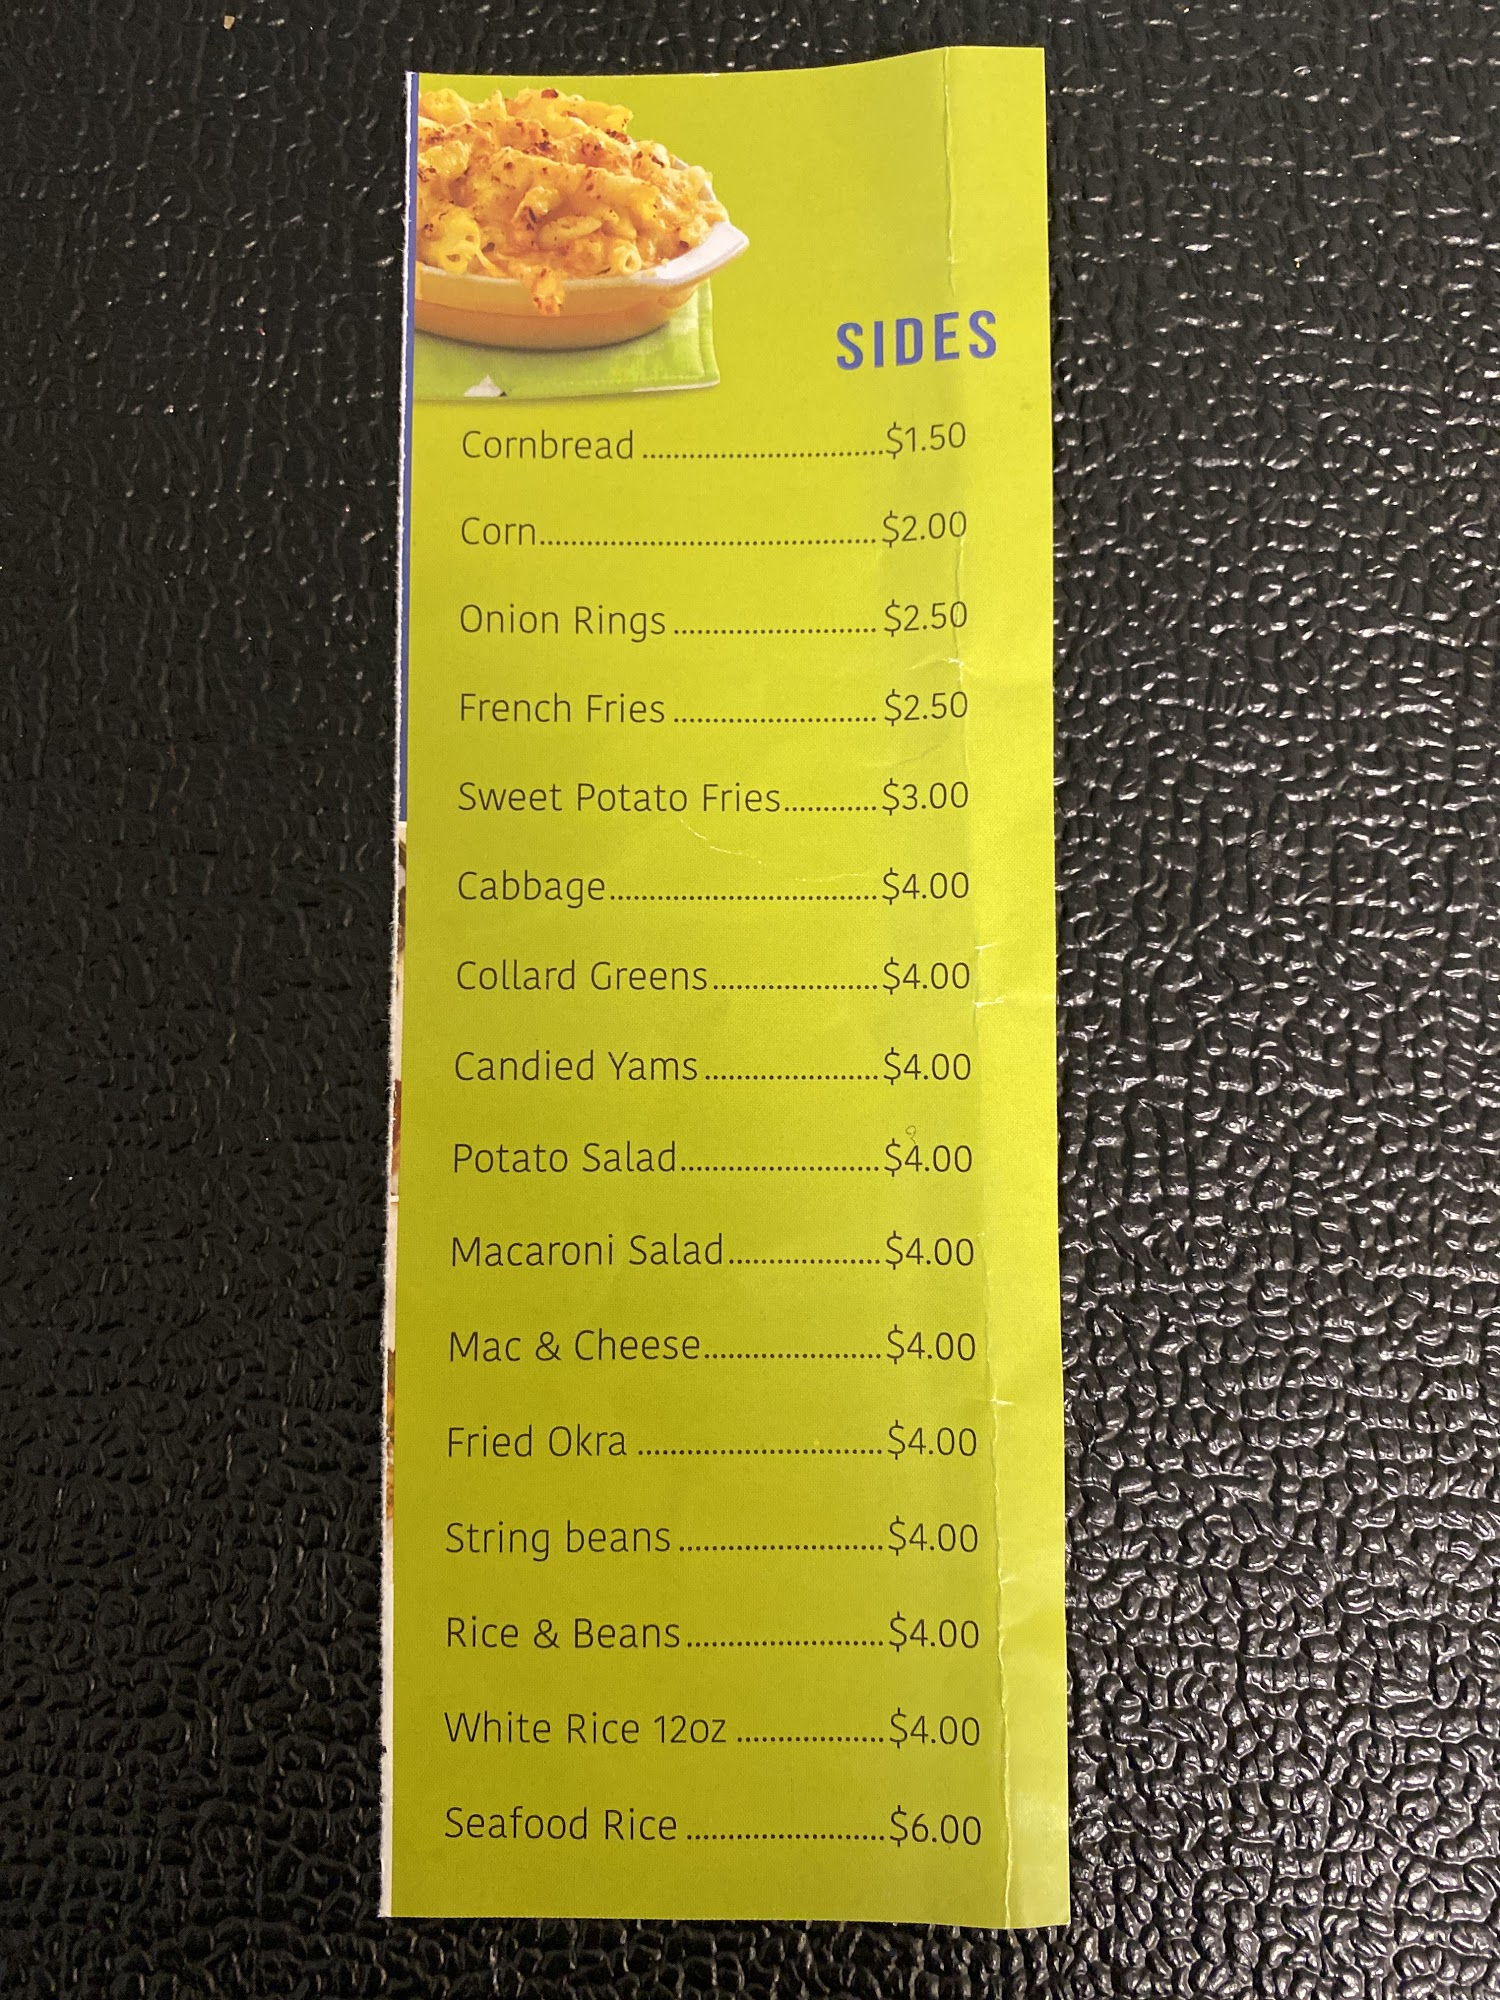 SIDES
Cornbread..............................$1.50
Corn..........................................$2.00
Onion Rings..........................$2.50
French Fries..........................$2.50
Sweet Potato Fries............$3.00
Cabbage..................................$4.00
Collard Greens.....................$4.00
Candied Yams......................$4.00
Potato Salad.........................$4.00
Macaroni Salad...................$4.00
Mac & Cheese.......................$4.00
Fried Okra...............................$4.00
String beans..........................$4.00
Rice & Beans.........................$4.00
White Rice 12oz...................$4.00
Seafood Rice.........................$6.00